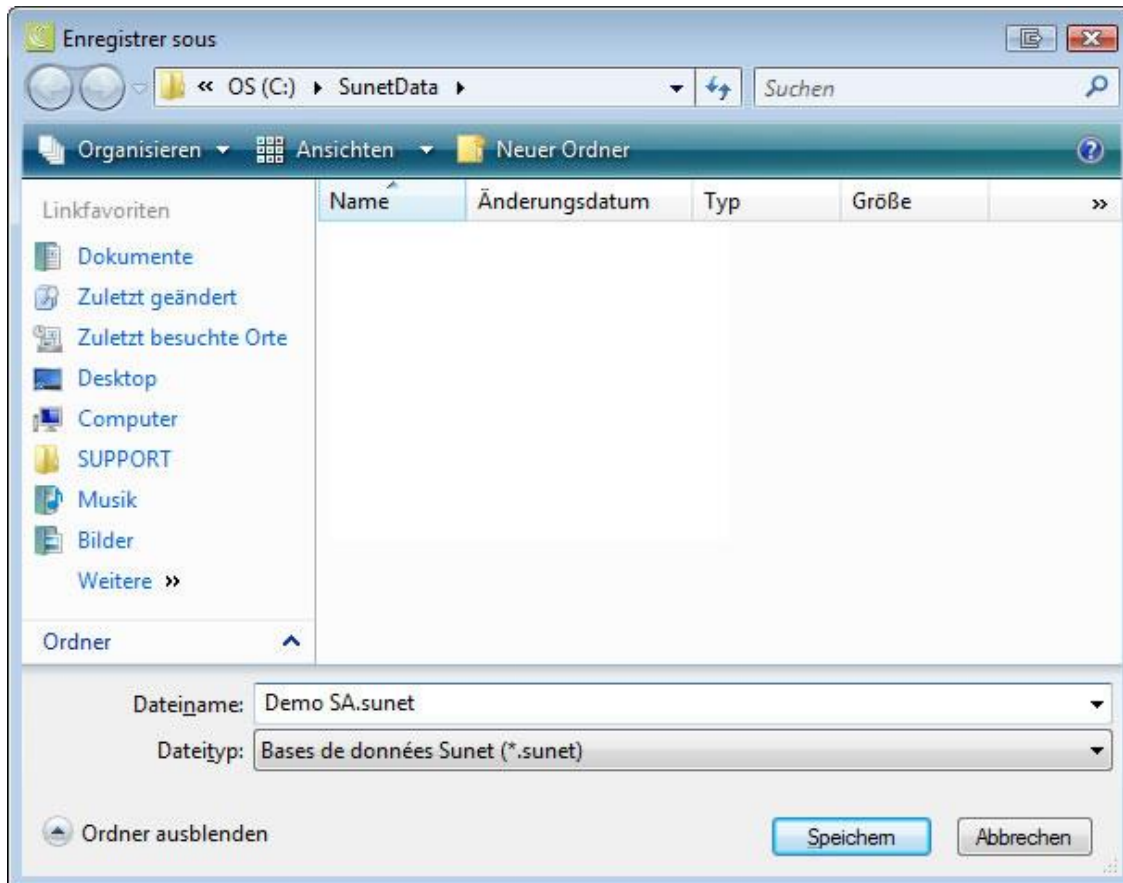 Enregistrer sous
« OS (C:) SunetData Suchen
Organisieren Ansichten Neuer Ordner ?
Linkfavoriten
Name Änderungsdatum Typ Größe »
Dokumente
Zuletzt geändert
Zuletzt besuchte Orte
Desktop
Computer
SUPPORT
Musik
Bilder
Weitere »
Ordner
Dateiname: Demo SA.sunet
Dateityp: Bases de données Sunet (*.sunet)
Ordner ausblenden Speichern Abbrechen